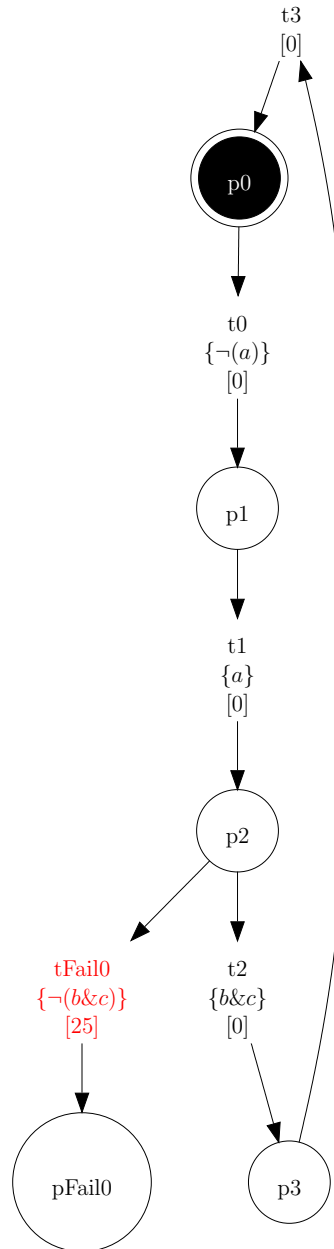 t3
[0]
p0
t0
{¬(a)}
[0]
p1
t1
{a}
[0]
p2
tFail0
{¬(b&c)}
[25]
t2
{b&c}
[0]
pFail0
p3